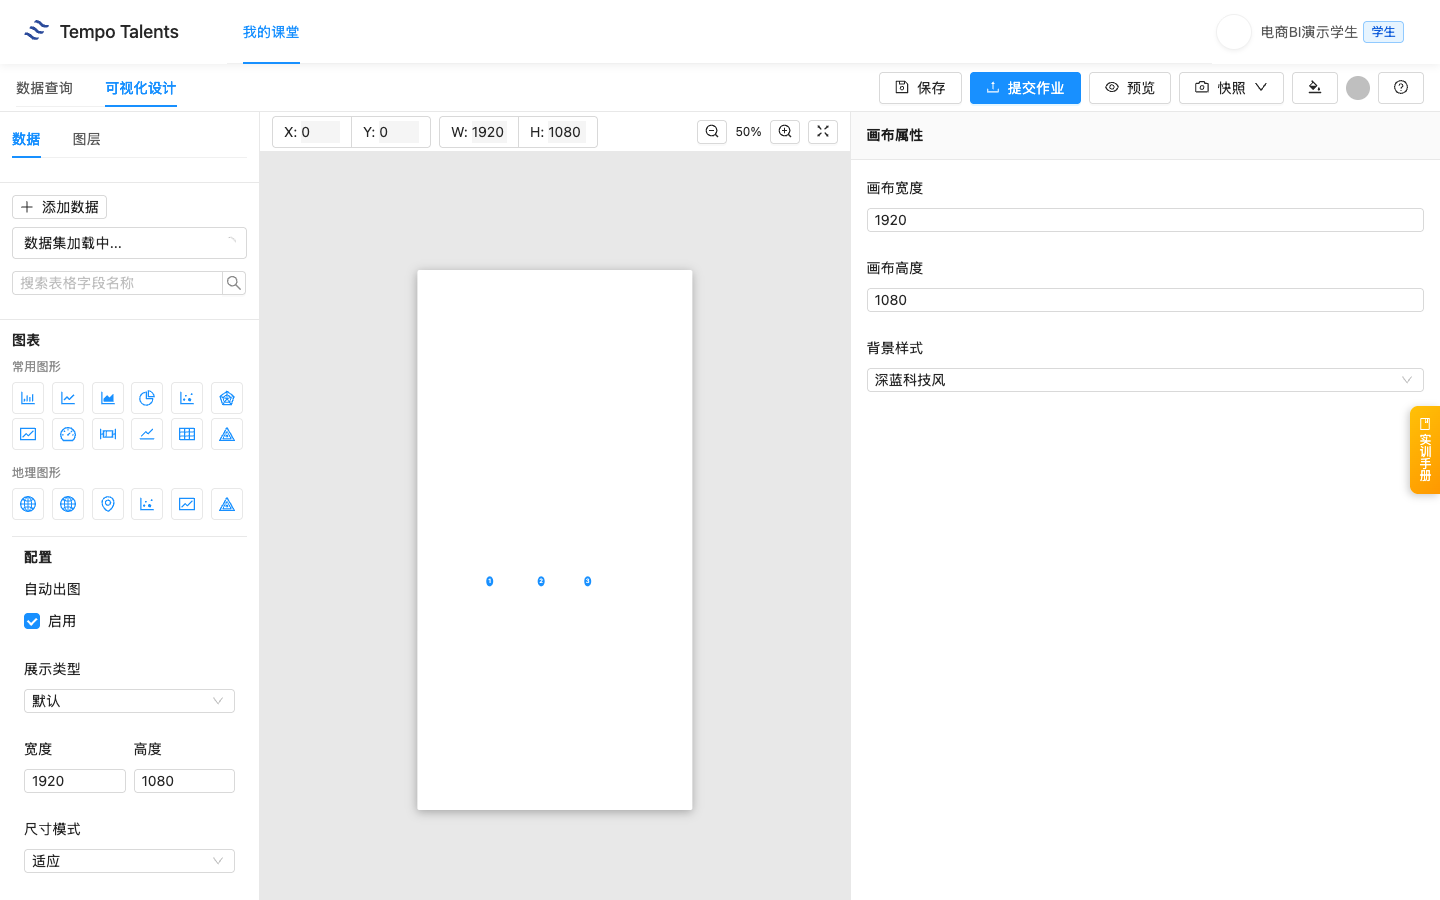 Tempo Talents
我的课堂
电商BI演示学生 学生
数据查询
可视化设计
保存
提交作业
预览
快照
数据
图层
X: 0
Y: 0
W: 1920
H: 1080
50%
画布属性
添加数据
数据集加载中...
搜索表格字段名称
画布宽度
1920
画布高度
1080
背景样式
深蓝科技风
图表
常用图形
地理图形
配置
自动出图
启用
展示类型
默认
宽度
高度
1920
1080
尺寸模式
适应
1
2
3
实训手册